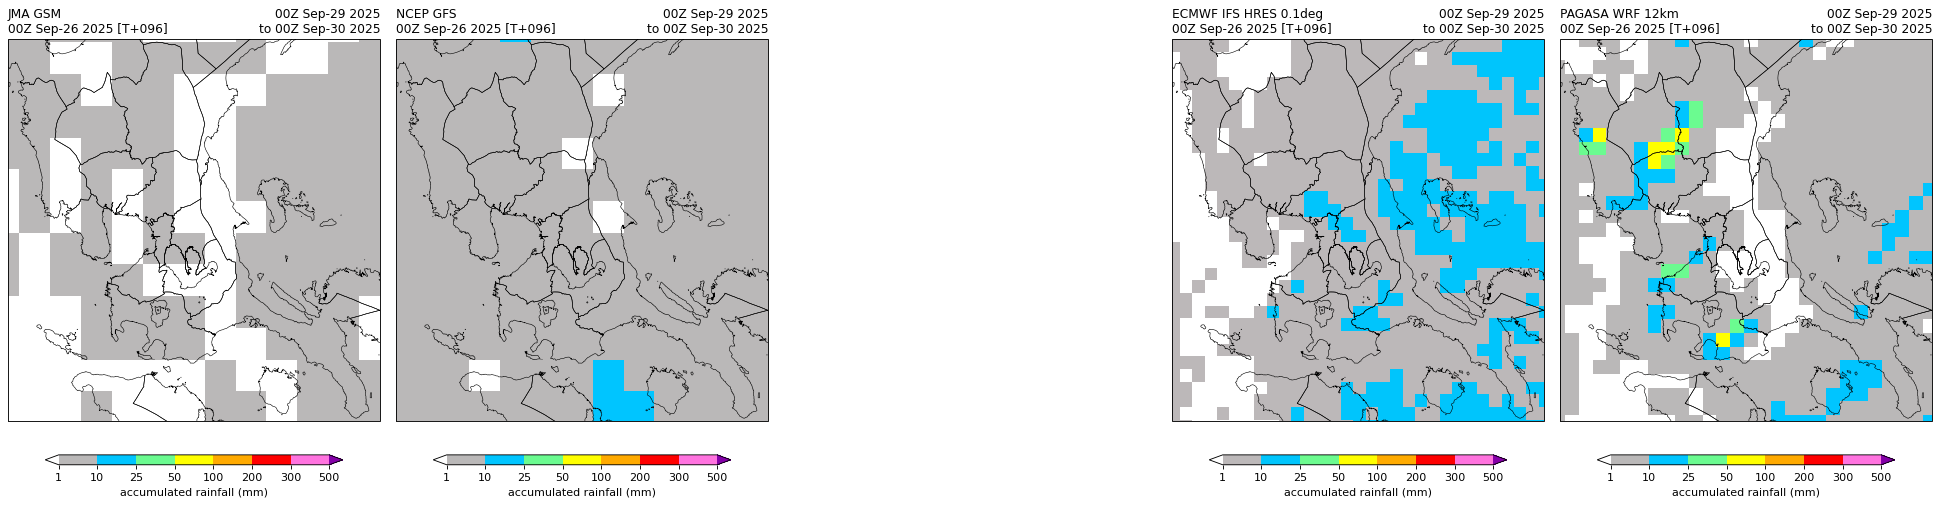 JMA GSM 00Z Sep-29 2025
00Z Sep-26 2025 [T+096] to 00Z Sep-30 2025
1 10 25 50 100 200 300 500
accumulated rainfall (mm)
NCEP GFS 00Z Sep-29 2025
00Z Sep-26 2025 [T+096] to 00Z Sep-30 2025
1 10 25 50 100 200 300 500
accumulated rainfall (mm)
ECMWF IFS HRES 0.1deg 00Z Sep-29 2025
00Z Sep-26 2025 [T+096] to 00Z Sep-30 2025
1 10 25 50 100 200 300 500
accumulated rainfall (mm)
PAGASA WRF 12km 00Z Sep-29 2025
00Z Sep-26 2025 [T+096] to 00Z Sep-30 2025
1 10 25 50 100 200 300 500
accumulated rainfall (mm)